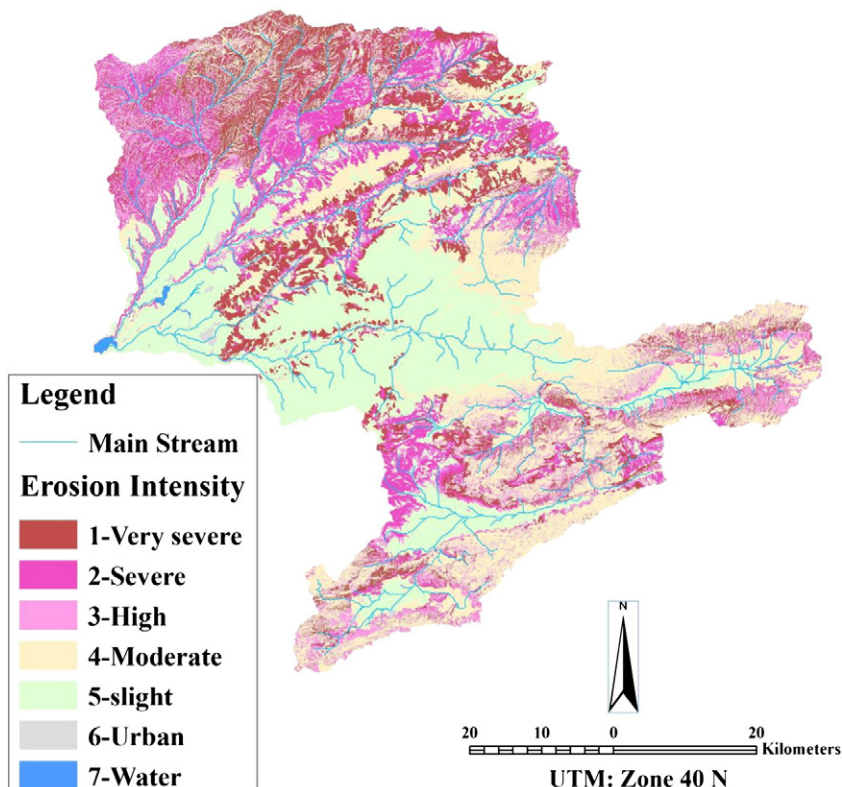 Legend
Main Stream
Erosion Intensity
1-Very severe
2-Severe
3-High
4-Moderate
5-slight
6-Urban
7-Water
N
20 10 0 20
Kilometers
UTM: Zone 40 N